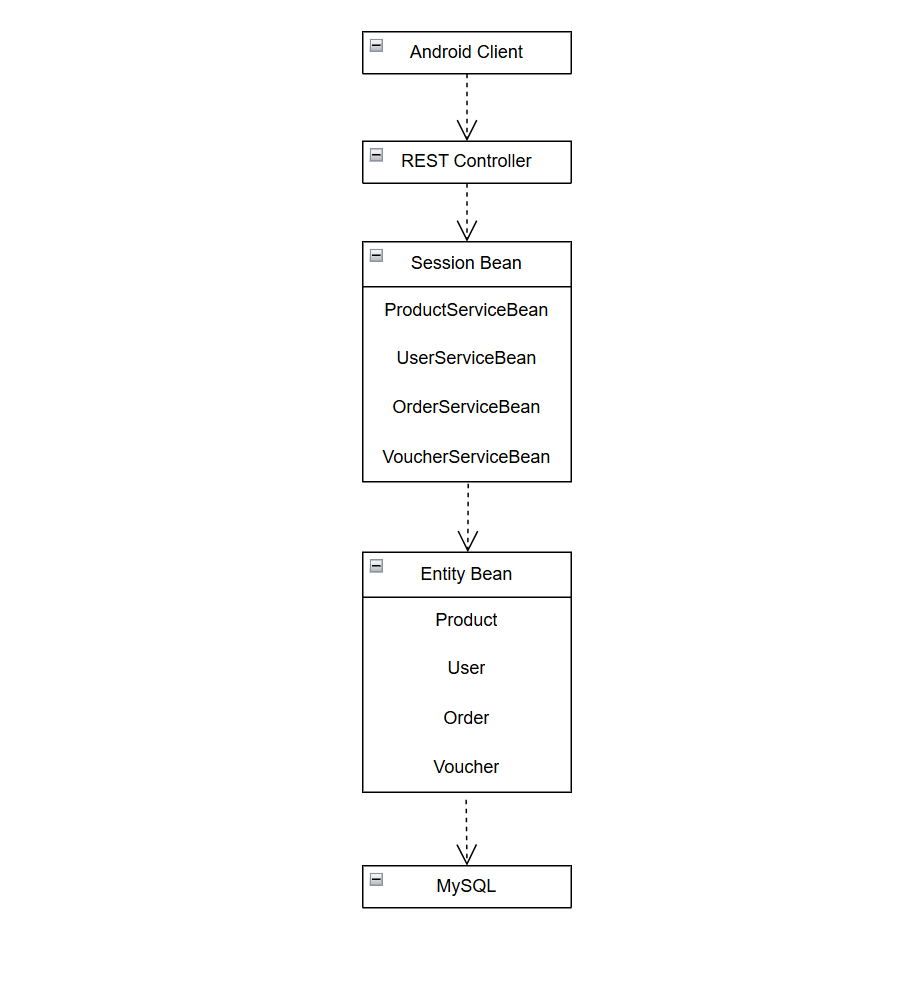 Android Client
REST Controller
Session Bean
ProductServiceBean
UserServiceBean
OrderServiceBean
VoucherServiceBean
Entity Bean
Product
User
Order
Voucher
MySQL